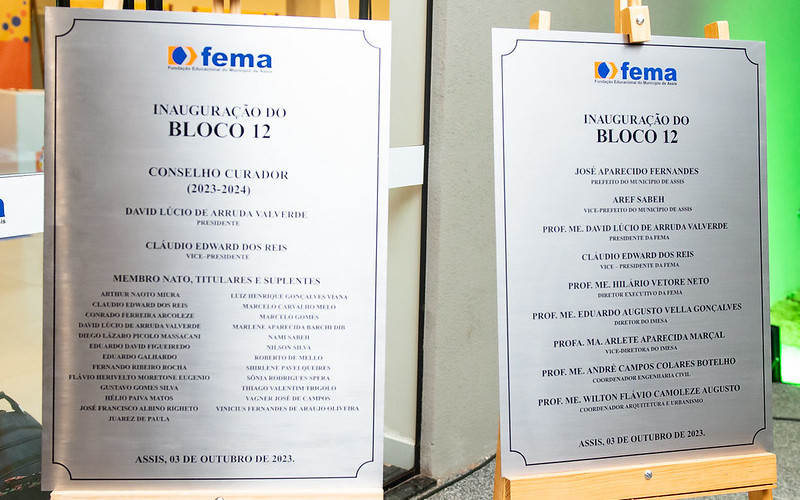 fema
Fundação Educacional do Município de Assis
INAUGURAÇÃO DO
BLOCO 12
CONSELHO CURADOR
(2023-2024)
DAVID LÚCIO DE ARRUDA VALVERDE
PRESIDENTE
CLÁUDIO EDWARD DOS REIS
VICE-PRESIDENTE
MEMBRO NATO, TITULARES E SUPLENTES
ARTHUR NAOTO MIURA
CLAUDIO EDWARD DOS REIS
CONRADO FERREIRA ARCOLEZE
DAVID LÚCIO DE ARRUDA VALVERDE
DIEGO LÁZARO PICOLO MASSACANI
EDUARDO DAVID FIGUEIREDO
EDUARDO GALHARDO
FERNANDO RIBEIRO ROCHA
FLÁVIO HERIVELTO MORETONE EUGENIO
GUSTAVO GOMES SILVA
HÉLIO PAIVA MATOS
JOSÉ FRANCISCO ALBINO RIGHETO
JUAREZ DE PAULA
LUIZ HENRIQUE GONÇALVES VIANA
MARCELO CARVALHO MELO
MARCELO GOMES
MARLENE APARECIDA BARCHI DIB
NAMI SABEH
NILSON SILVA
ROBERTO DE MELLO
SHIRLENE PAVELQUEIRES
SÔNIA RODRIGUES SPERA
THIAGO VALENTIM TRIGOLO
VAGNER JOSÉ DE CAMPOS
VINICIUS FERNANDES DE ARAUJO OLIVEIRA
ASSIS, 03 DE OUTUBRO DE 2023.
fema
Fundação Educacional do Município de Assis
INAUGURAÇÃO DO
BLOCO 12
JOSÉ APARECIDO FERNANDES
PREFEITO DO MUNICÍPIO DE ASSIS
AREF SABEH
VICE-PREFEITO DO MUNICÍPIO DE ASSIS
PROF. ME. DAVID LÚCIO DE ARRUDA VALVERDE
PRESIDENTE DA FEMA
CLÁUDIO EDWARD DOS REIS
VICE – PRESIDENTE DA FEMA
PROF. ME. HILÁRIO VETORE NETO
DIRETOR EXECUTIVO DA FEMA
PROF. ME. EDUARDO AUGUSTO VELLA GONÇALVES
DIRETOR DO IMESA
PROFA. MA. ARLETE APARECIDA MARÇAL
VICE-DIRETORA DO IMESA
PROF. ME. ANDRÉ CAMPOS COLARES BOTELHO
COORDENADOR ENGENHARIA CIVIL
PROF. ME. WILTON FLÁVIO CAMOLEZE AUGUSTO
COORDENADOR ARQUITETURA E URBANISMO
ASSIS, 03 DE OUTUBRO DE 2023.